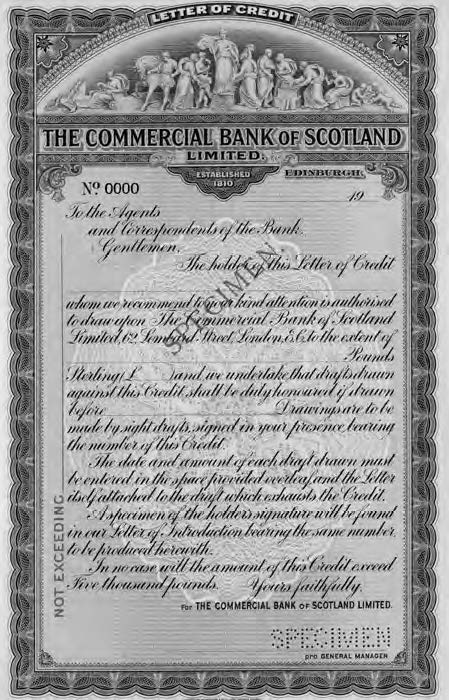 LETTER OF CREDIT
THE COMMERCIAL BANK OF SCOTLAND
LIMITED.
ESTABLISHED
1810
EDINBURGH,
Nº 0000
19
To the Agents
and Correspondents of the Bank.
Gentlemen,
The holder of this Letter of Credit
whom we recommend to your kind attention is authorised
to draw upon The Commercial Bank of Scotland
Limited, 62 Lombard Street, London, E.C. to the extent of
Pounds
Sterling (£ ) and we undertake that drafts drawn
against this Credit shall be duly honoured if drawn
before Drawings are to be
made by sight drafts, signed in your presence, bearing
the number of this Credit.
The date and amount of each draft drawn must
be entered in the space provided overleaf, and the Letter
itself attached to the draft which exhausts the Credit.
A specimen of the holders signature will be found
in our Letter of Introduction bearing the same number,
to be produced herewith.
In no case will the amount of this Credit exceed
Five thousand pounds. Yours faithfully,
For THE COMMERCIAL BANK OF SCOTLAND LIMITED.
SPECIMEN
pro GENERAL MANAGER
NOT EXCEEDING
SPECIMEN.